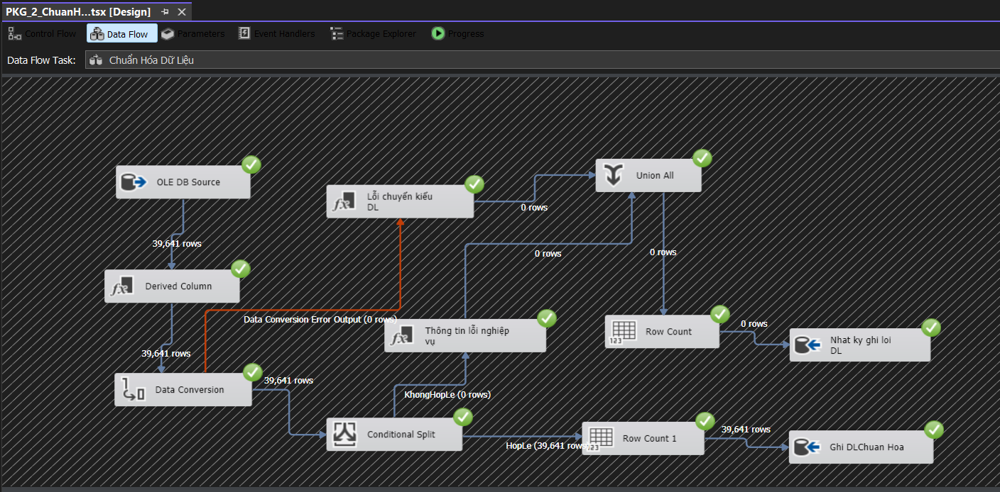 PKG_2_ChuanH...tsx [Design]
Control Flow
Data Flow
Parameters
Event Handlers
Package Explorer
Progress
Data Flow Task:
Chuẩn Hóa Dữ Liệu
OLE DB Source
39,641 rows
Derived Column
39,641 rows
Data Conversion
39,641 rows
Data Conversion Error Output (0 rows)
Lỗi chuyển kiểu
DL
0 rows
Union All
0 rows
0 rows
Thông tin lỗi nghiệp
vụ
KhongHopLe (0 rows)
Conditional Split
HopLe (39,641 rows)
Row Count
123
0 rows
Nhat ky ghi loi
DL
Row Count 1
123
39,641 rows
Ghi DLChuan Hoa